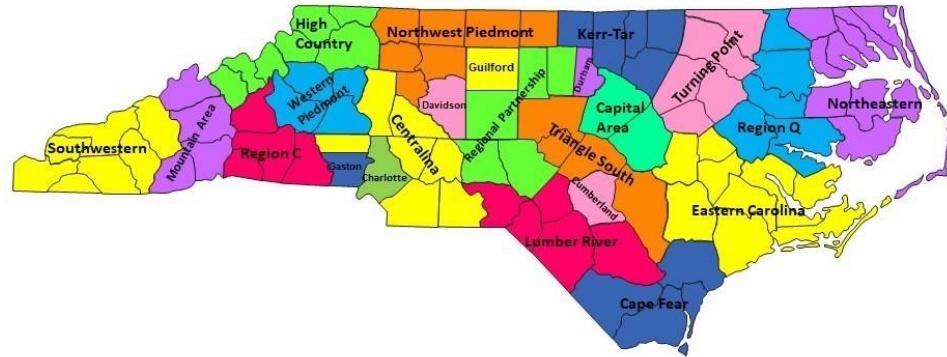 High
Country
Northwest Piedmont
Kerr-Tar
Turning Point
Guilford
Durham
Regional Partnership
Western
Piedmont
Davidson
Capital
Area
Northeastern
Mountain Area
Centralina
Region Q
Southwestern
Region C
Gaston
Charlotte
Triangle South
Cumberland
Eastern Carolina
Lumber River
Cape Fear